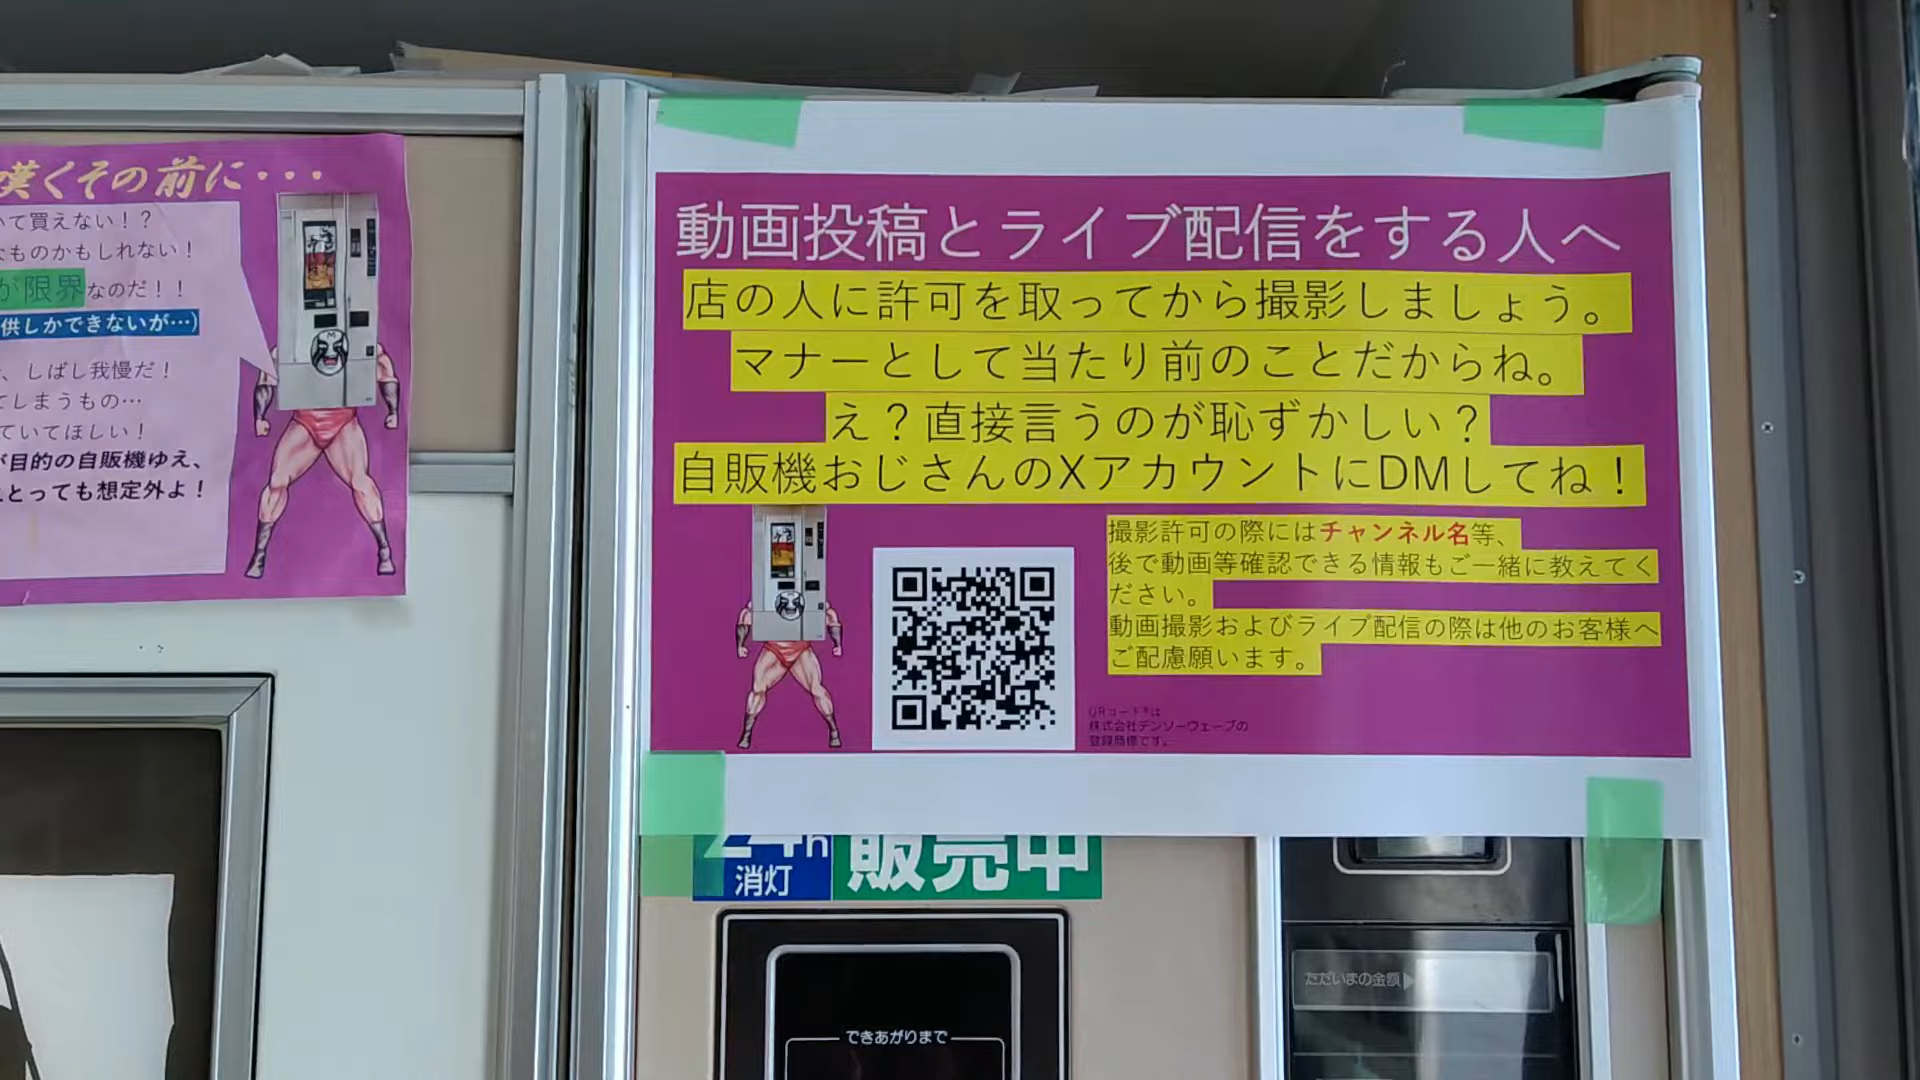 嘆くその前に・・・
いて買えない！？
なものかもしれない！
が限界なのだ！！
供しかできないが…)
、しばし我慢だ！
てしまうもの…
ていてほしい！
が目的の自販機ゆえ、
とっても想定外よ！
動画投稿とライブ配信をする人へ
店の人に許可を取ってから撮影しましょう。
マナーとして当たり前のことだからね。
え？直接言うのが恥ずかしい？
自販機おじさんのXアカウントにDMしてね！
撮影許可の際にはチャンネル名等、
後で動画等確認できる情報もご一緒に教えてく
ださい。
動画撮影およびライブ配信の際は他のお客様へ
ご配慮願います。
QRコード®は
株式会社デンソーウェーブの
登録商標です。
24h
消灯
販売中
ただいまの金額
できあがりまで